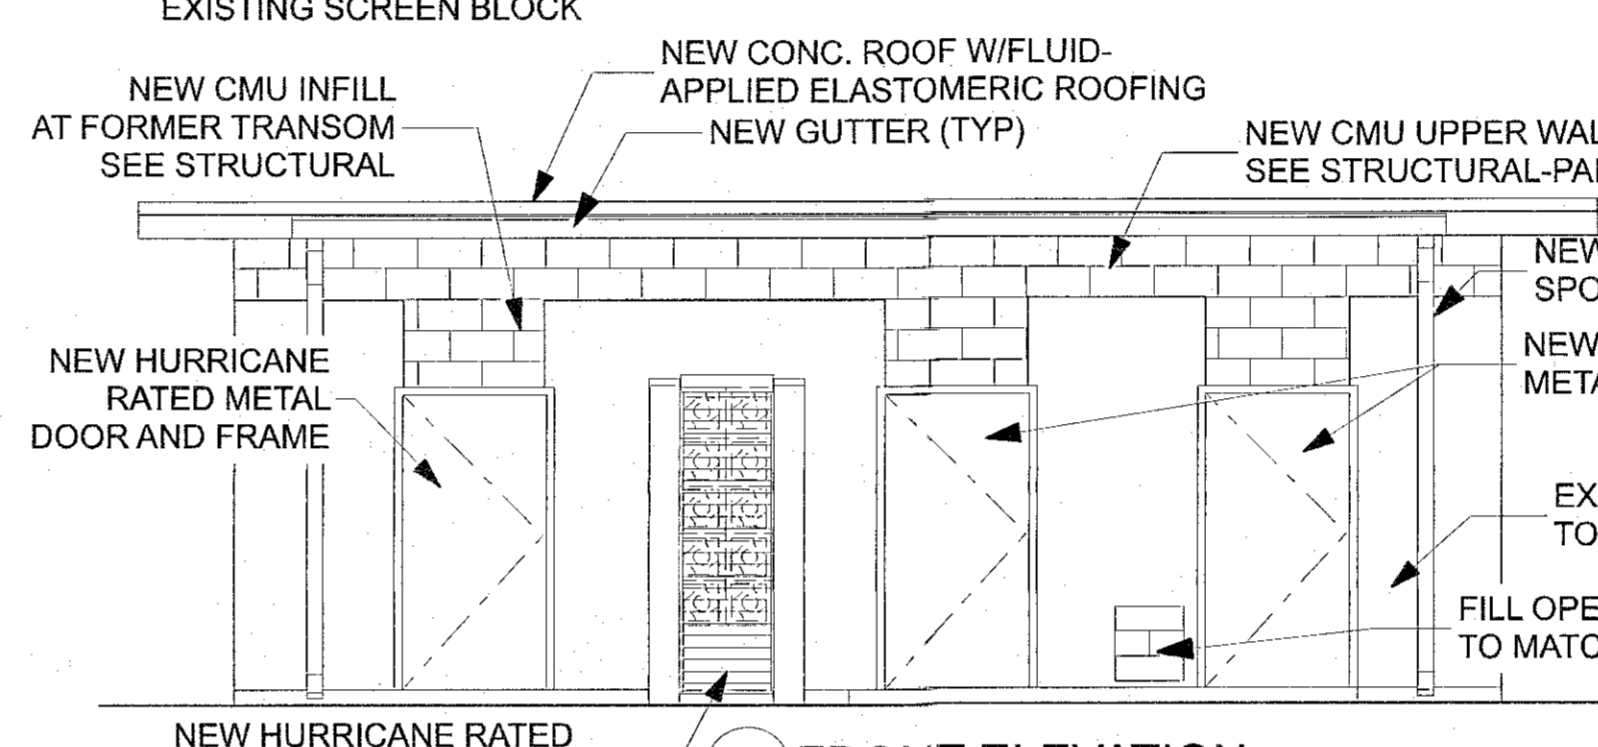 EXISTING SCREEN BLOCK
NEW CONC. ROOF W/FLUID-
APPLIED ELASTOMERIC ROOFING
NEW CMU INFILL
AT FORMER TRANSOM
SEE STRUCTURAL
NEW GUTTER (TYP)
NEW CMU UPPER WAL
SEE STRUCTURAL-PA
NEW
SPO
NEW HURRICANE
RATED METAL
DOOR AND FRAME
NEW
META
EX
TO
FILL OPE
TO MATC
NEW HURRICANE RATED
FRONT ELEVATION